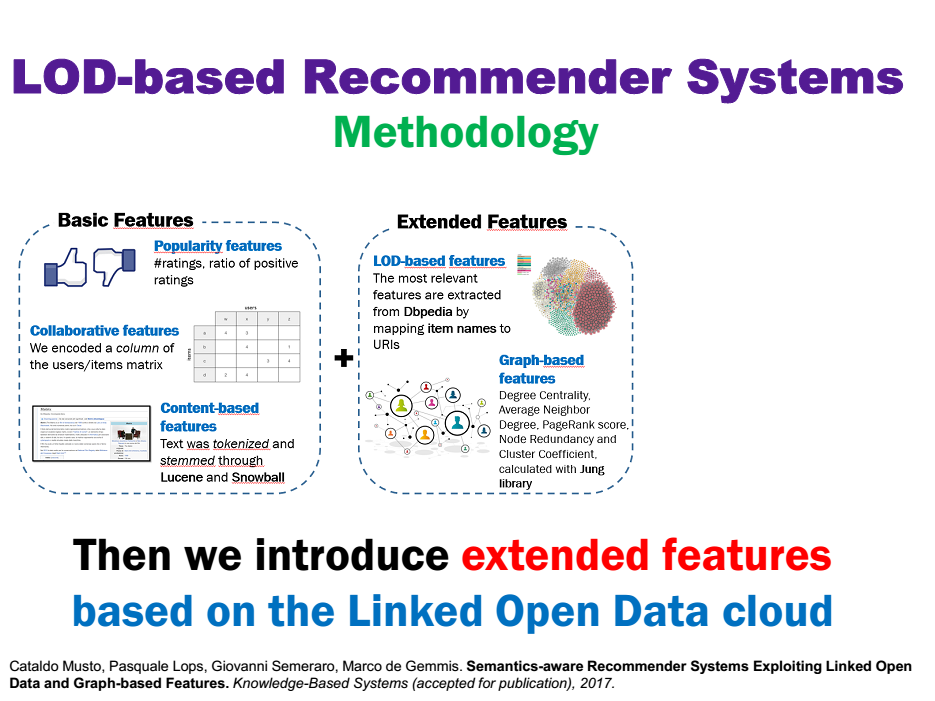 LOD-based Recommender Systems
Methodology
Basic Features
Popularity features
#ratings, ratio of positive
ratings
Collaborative features
We encoded a column of
the users/items matrix
users
items
Content-based
features
Text was tokenized and
stemmed through
Lucene and Snowball
+
Extended Features
LOD-based features
The most relevant
features are extracted
from Dbpedia by
mapping item names to
URIs
Graph-based
features
Degree Centrality,
Average Neighbor
Degree, PageRank score,
Node Redundancy and
Cluster Coefficient,
calculated with Jung
library
Then we introduce extended features
based on the Linked Open Data cloud
Cataldo Musto, Pasquale Lops, Giovanni Semeraro, Marco de Gemmis. Semantics-aware Recommender Systems Exploiting Linked Open
Data and Graph-based Features. Knowledge-Based Systems (accepted for publication), 2017.